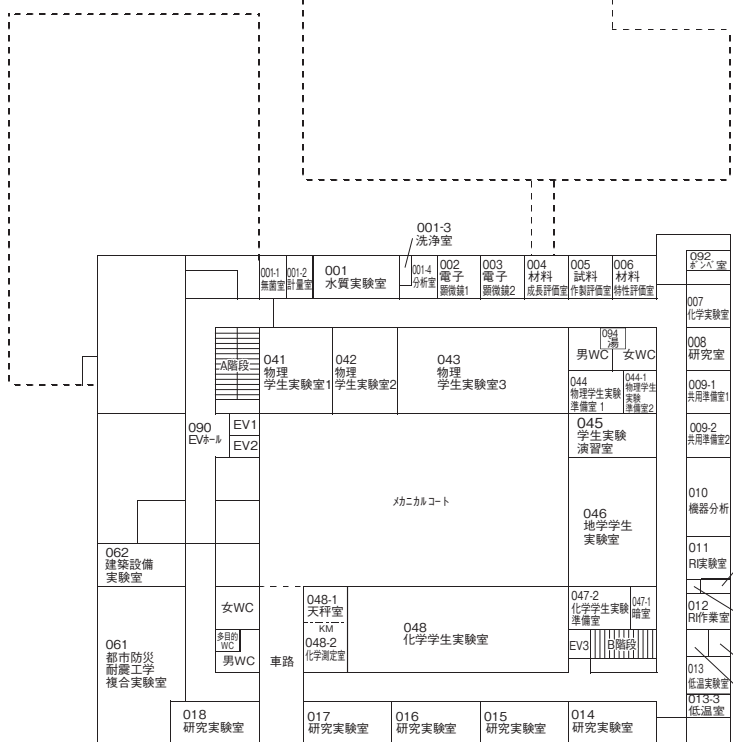 001-3
洗浄室
001-1
無菌室
001-2
計量室
001
水質実験室
001-4
分析室
002
電子
顕微鏡1
003
電子
顕微鏡2
004
材料
成長評価室
005
試料
作製評価室
006
材料
特性評価室
092
ボンベ室
007
化学実験室
A階段
041
物理
学生実験室1
042
物理
学生実験室2
043
物理
学生実験室3
094
湯
男WC
女WC
008
研究室
044
物理学生実験
準備室 1
044-1
物理学生
実験
準備室2
009-1
共用準備室1
090
EVホール
EV1
EV2
045
学生実験
演習室
009-2
共用準備室2
メカニカルコート
046
地学学生
実験室
010
機器分析
062
建築設備
実験室
011
RI実験室
女WC
多目的
WC
男WC
車路
048-1
天秤室
KM
048-2
化学測定室
048
化学学生実験室
047-2
化学学生実験
準備室
047-1
暗室
012
RI作業室
061
都市防災
耐震工学
複合実験室
EV3
B階段
013
低温実験室
013-3
低温室
018
研究実験室
017
研究実験室
016
研究実験室
015
研究実験室
014
研究実験室